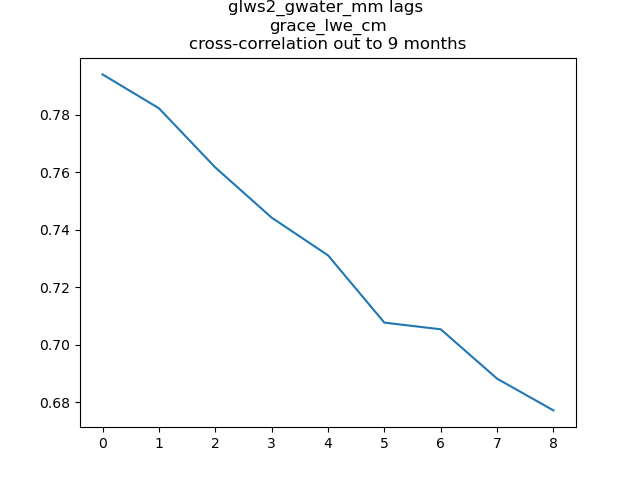 glws2_gwater_mm lags
grace_lwe_cm
cross-correlation out to 9 months
0.78
0.76
0.74
0.72
0.70
0.68
0 1 2 3 4 5 6 7 8